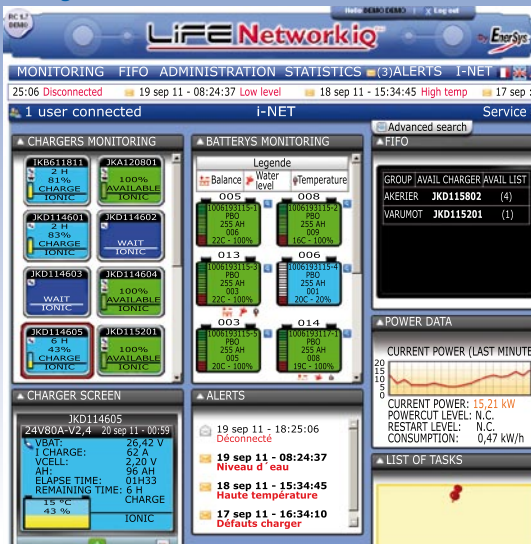 RC 5.7
DEMO
Hello DEMO DEMO | X Log out
LiFE Networkiq
by EnerSys
MONITORING FIFO ADMINISTRATION STATISTICS (3)ALERTS I-NET
25:06 Disconnected 19 sep 11 - 08:24:37 Low level 18 sep 11 - 15:34:45 High temp 17 sep
1 user connected i-NET Service
Advanced search
CHARGERS MONITORING
JKB611811
2 H
81%
CHARGE
IONIC
JKA120801
100%
AVAILABLE
IONIC
JKD114601
2 H
83%
CHARGE
IONIC
JKD114602
WAIT
IONIC
JKD114603
WAIT
IONIC
JKD114604
100%
AVAILABLE
IONIC
JKD114605
6 H
43%
CHARGE
IONIC
JKD115201
100%
AVAILABLE
IONIC
BATTERYS MONITORING
Legende
Balance Water level Temperature
005
1006193115-1
PBO
255 AH
006
22C - 100%
008
1006193115-2
PBO
255 AH
009
16C - 100%
013
1006193115-3
PBO
255 AH
003
22C - 100%
006
1006193115-4
PBO
255 AH
001
20C - 20%
003
1006193115-5
PBO
255 AH
005
20C - 100%
014
1006193117-1
PBO
255 AH
008
19C - 100%
FIFO
GROUP AVAIL CHARGER AVAIL LIST
AKERIER JKD115802 (4)
VARUMOT JKD115201 (1)
POWER DATA
CURRENT POWER (LAST MINUTE
20
15
10
5
0
CURRENT POWER: 15,21 kW
POWERCUT LEVEL: N.C.
RESTART LEVEL: N.C.
CONSUMPTION: 0,47 kW/h
CHARGER SCREEN
JKD114605
24V80A-V2,4 20 sep 11 - 00:59
VBAT: 26,42 V
I CHARGE: 62 A
VCELL: 2,20 V
AH: 96 AH
ELAPSE TIME: 01H33
REMAINING TIME: 6 H
15 °C
43 %
CHARGE
IONIC
ALERTS
19 sep 11 - 18:25:06
Déconnecté
19 sep 11 - 08:24:37
Niveau d´eau
18 sep 11 - 15:34:45
Haute température
17 sep 11 - 16:34:10
Défauts charger
LIST OF TASKS